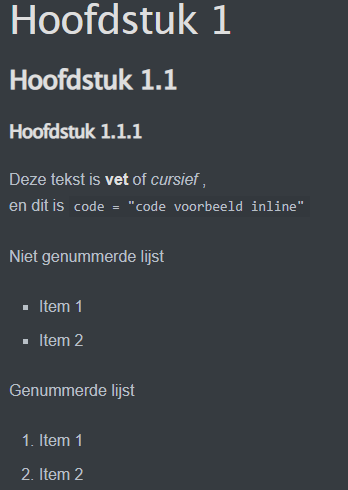 Hoofdstuk 1
Hoofdstuk 1.1
Hoofdstuk 1.1.1
Deze tekst is vet of cursief ,
en dit is code = "code voorbeeld inline"
Niet genummerde lijst
Item 1
Item 2
Genummerde lijst
1. Item 1
2. Item 2